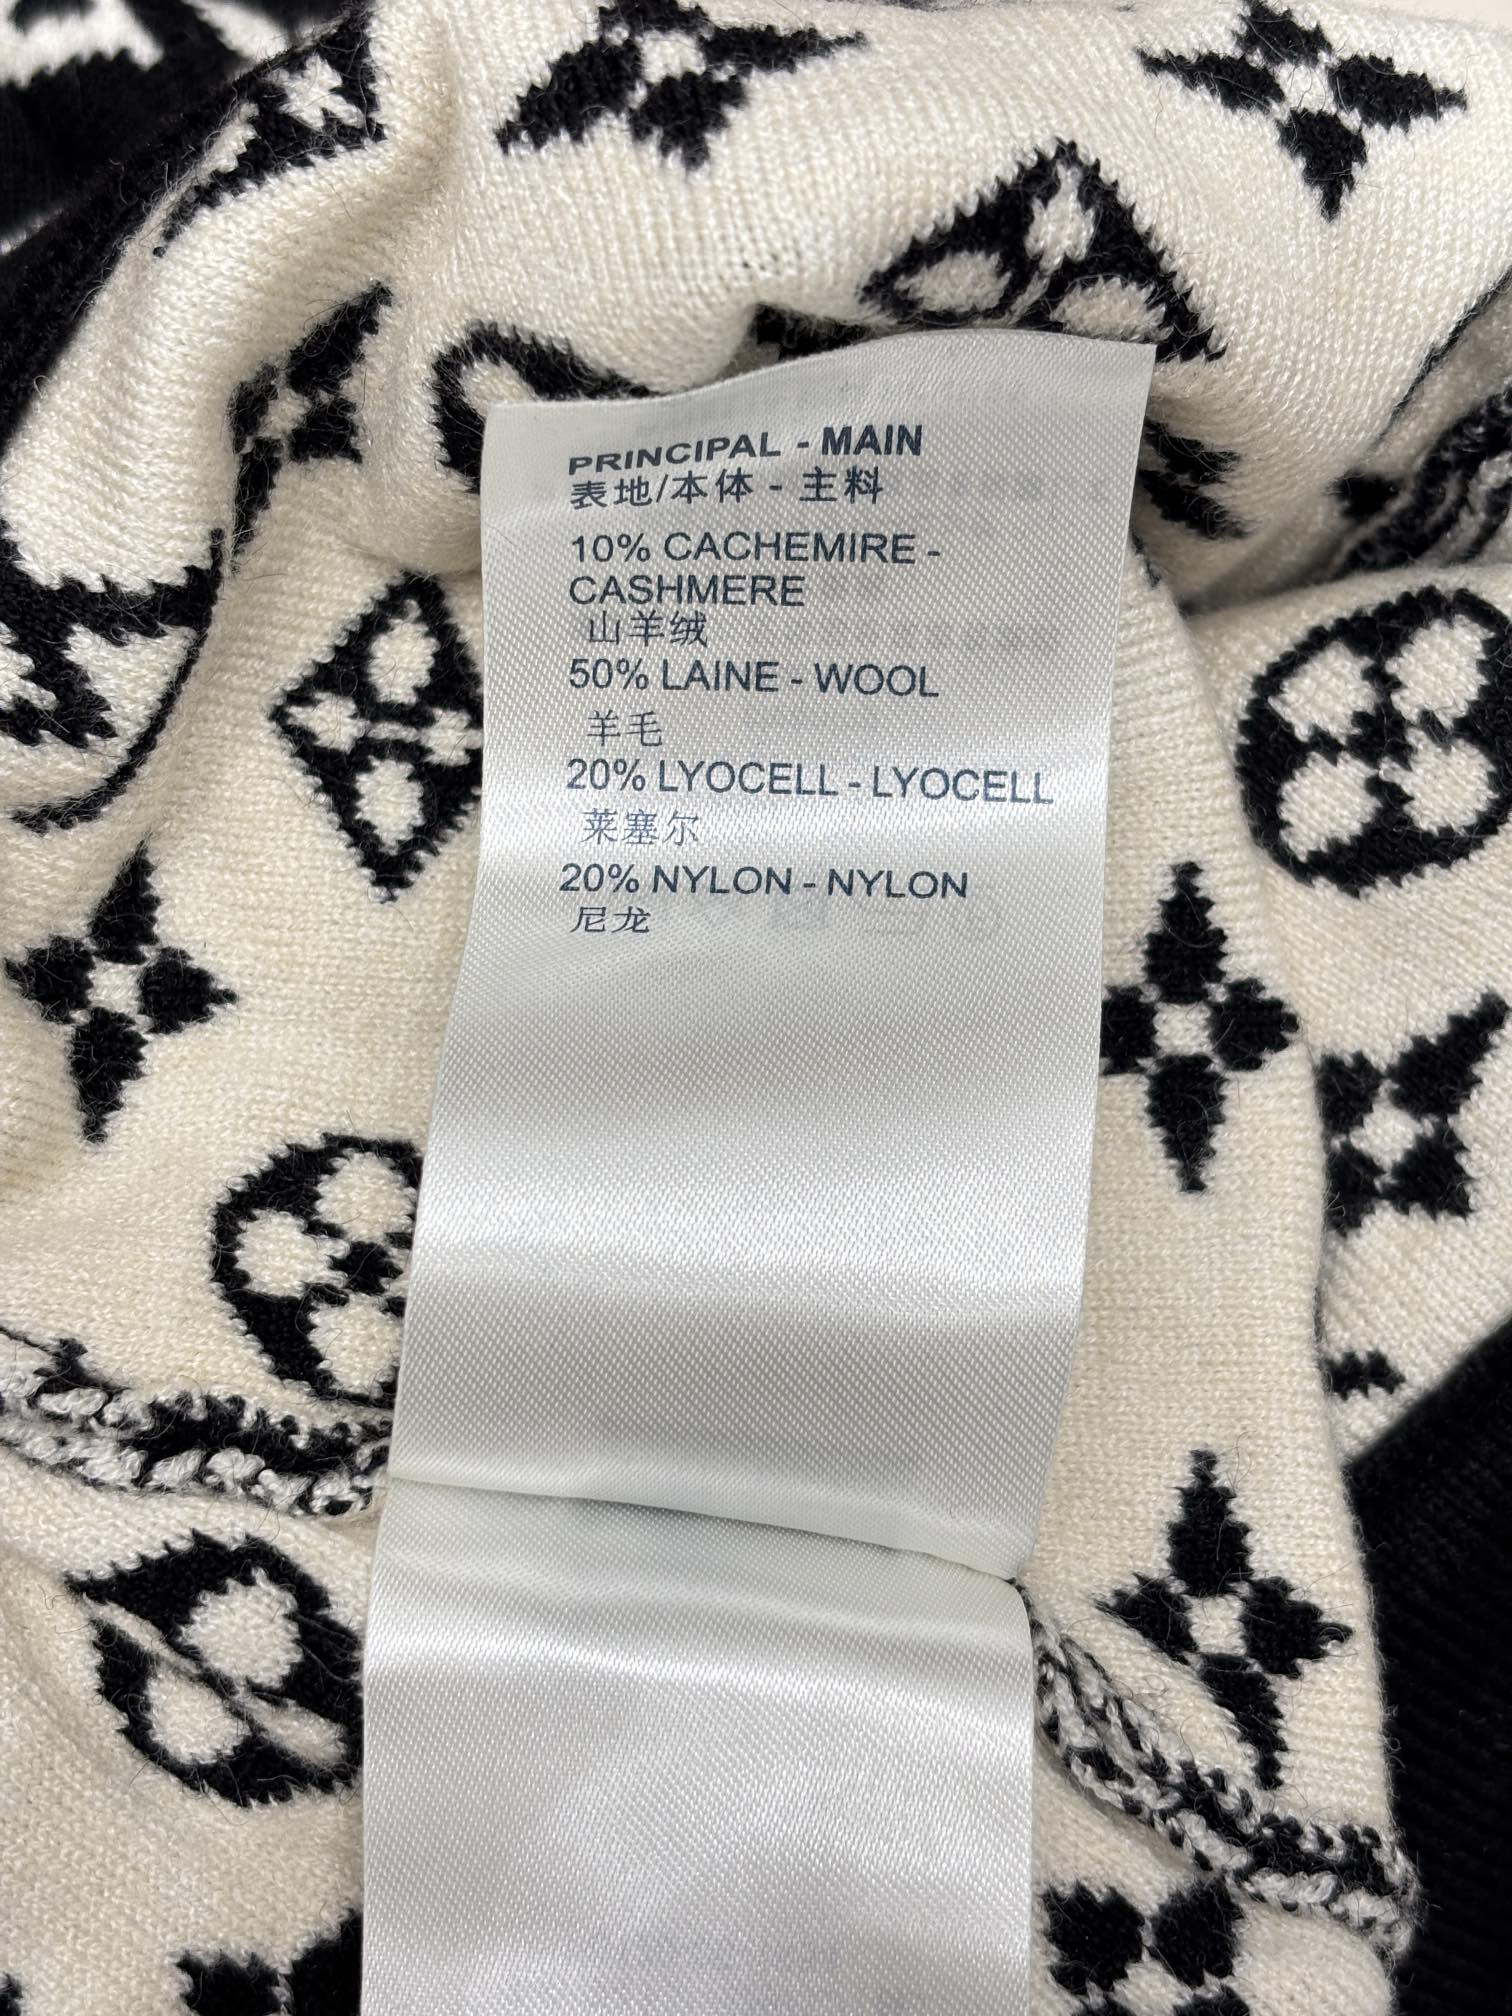 PRINCIPAL - MAIN
表地/本体 - 主料
10% CACHEMIRE -
CASHMERE
山羊绒
50% LAINE - WOOL
羊毛
20% LYOCELL - LYOCELL
莱塞尔
20% NYLON - NYLON
尼龙